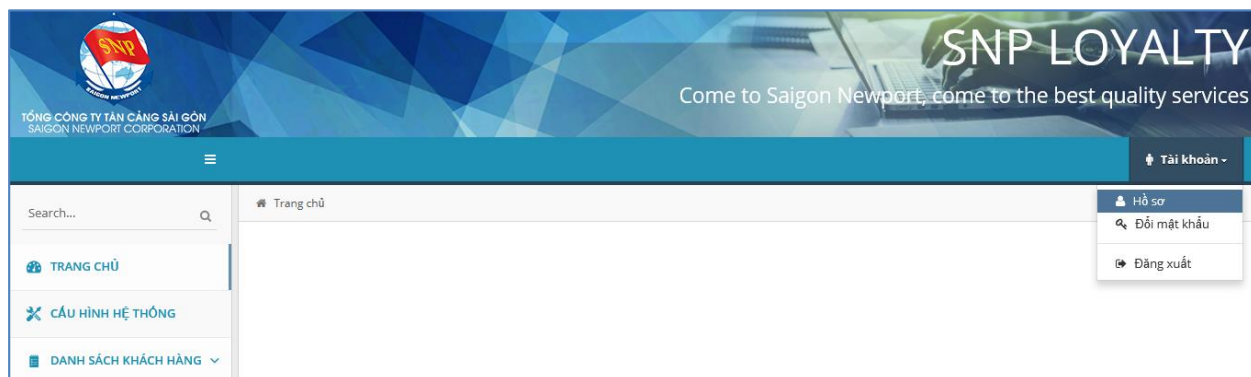 SNP
SAIGON NEWPORT
TỔNG CÔNG TY TÂN CẢNG SÀI GÒN
SAIGON NEWPORT CORPORATION
SNP LOYALTY
Come to Saigon Newport, come to the best quality services
Tài khoản
Hồ sơ
Đổi mật khẩu
Đăng xuất
Search...
Trang chủ
TRANG CHỦ
CẤU HÌNH HỆ THỐNG
DANH SÁCH KHÁCH HÀNG